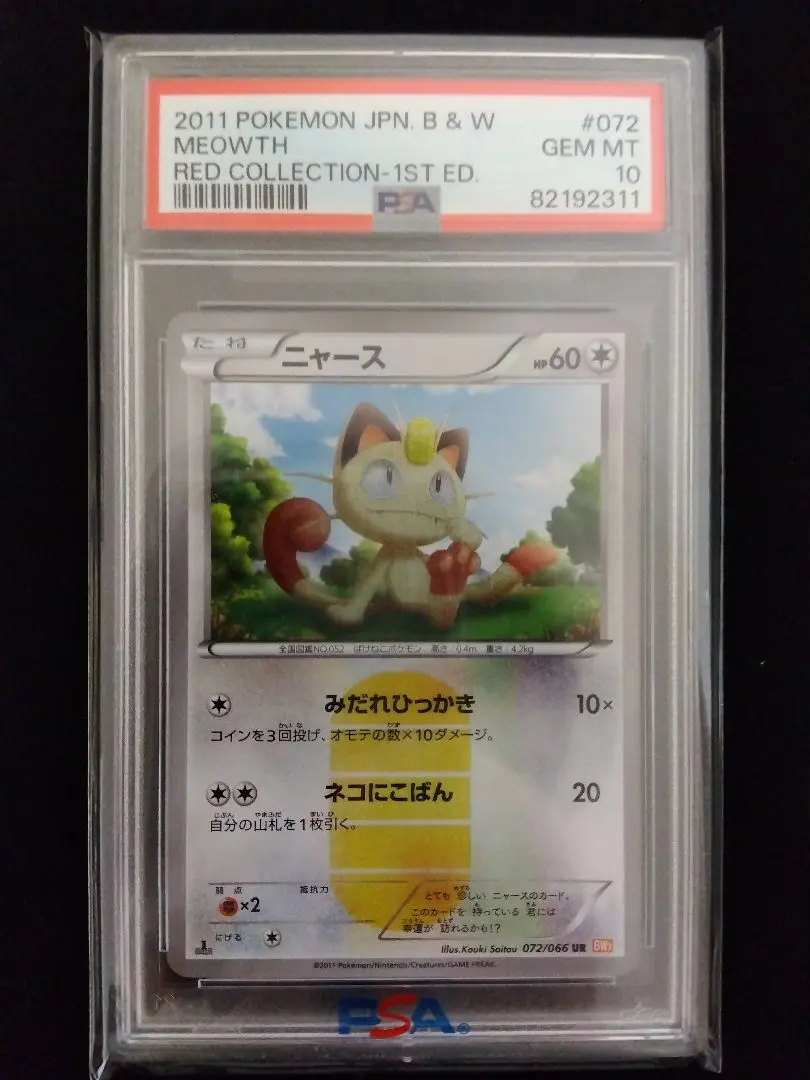 2011 POKEMON JPN. B & W #072
MEOWTH GEM MT
RED COLLECTION-1ST ED. 10
PSA 82192311
たね ニャース HP60
全国図鑑NO.052 ばけねこポケモン 高さ:0.4m 重さ:4.2kg
みだれひっかき 10×
コインを3回投げ、オモテの数×10ダメージ。
ネコにこばん 20
自分の山札を1枚引く。
弱点 抵抗力
×2
にげる
とても珍しいニャースのカード、
このカードを持っている君には
幸運が訪れるかも!?
Illus.Kouki Saitou 072/066 UR
©2011 Pokémon/Nintendo/Creatures/GAME FREAK.
PSA®